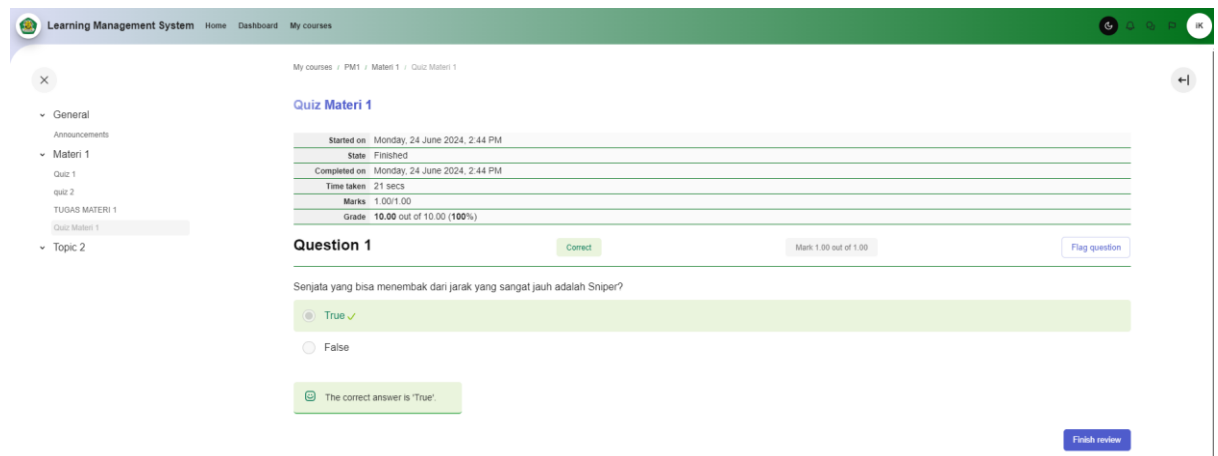 Learning Management System Home Dashboard My courses
iK
My courses / PM1 / Materi 1 / Quiz Materi 1
General
Announcements
Materi 1
Quiz 1
quiz 2
TUGAS MATERI 1
Quiz Materi 1
Topic 2
Quiz Materi 1
Started on Monday, 24 June 2024, 2:44 PM
State Finished
Completed on Monday, 24 June 2024, 2:44 PM
Time taken 21 secs
Marks 1.00/1.00
Grade 10.00 out of 10.00 (100%)
Question 1 Correct Mark 1.00 out of 1.00 Flag question
Senjata yang bisa menembak dari jarak yang sangat jauh adalah Sniper?
True
False
The correct answer is 'True'.
Finish review